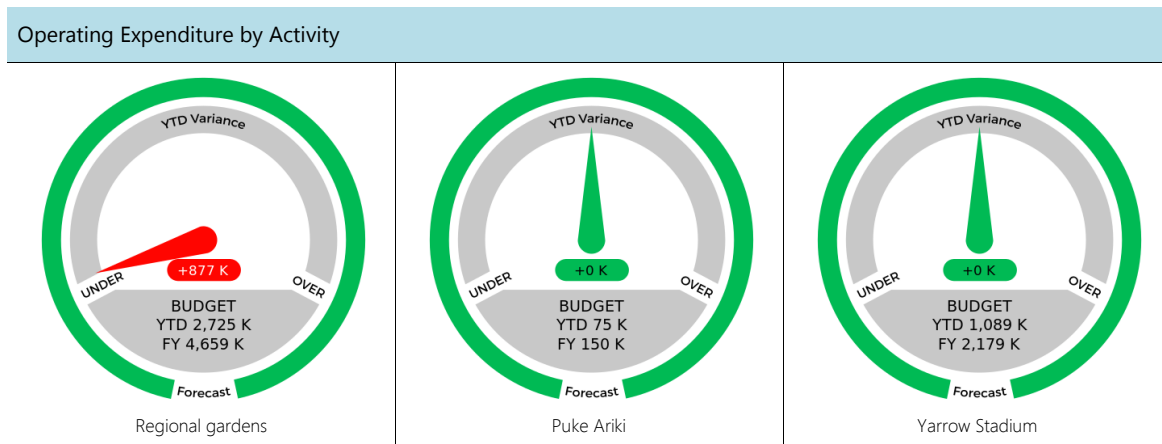 Operating Expenditure by Activity
YTD Variance
+877 K
UNDER
OVER
BUDGET
YTD 2,725 K
FY 4,659 K
Forecast
Regional gardens
YTD Variance
+0 K
UNDER
OVER
BUDGET
YTD 75 K
FY 150 K
Forecast
Puke Ariki
YTD Variance
+0 K
UNDER
OVER
BUDGET
YTD 1,089 K
FY 2,179 K
Forecast
Yarrow Stadium